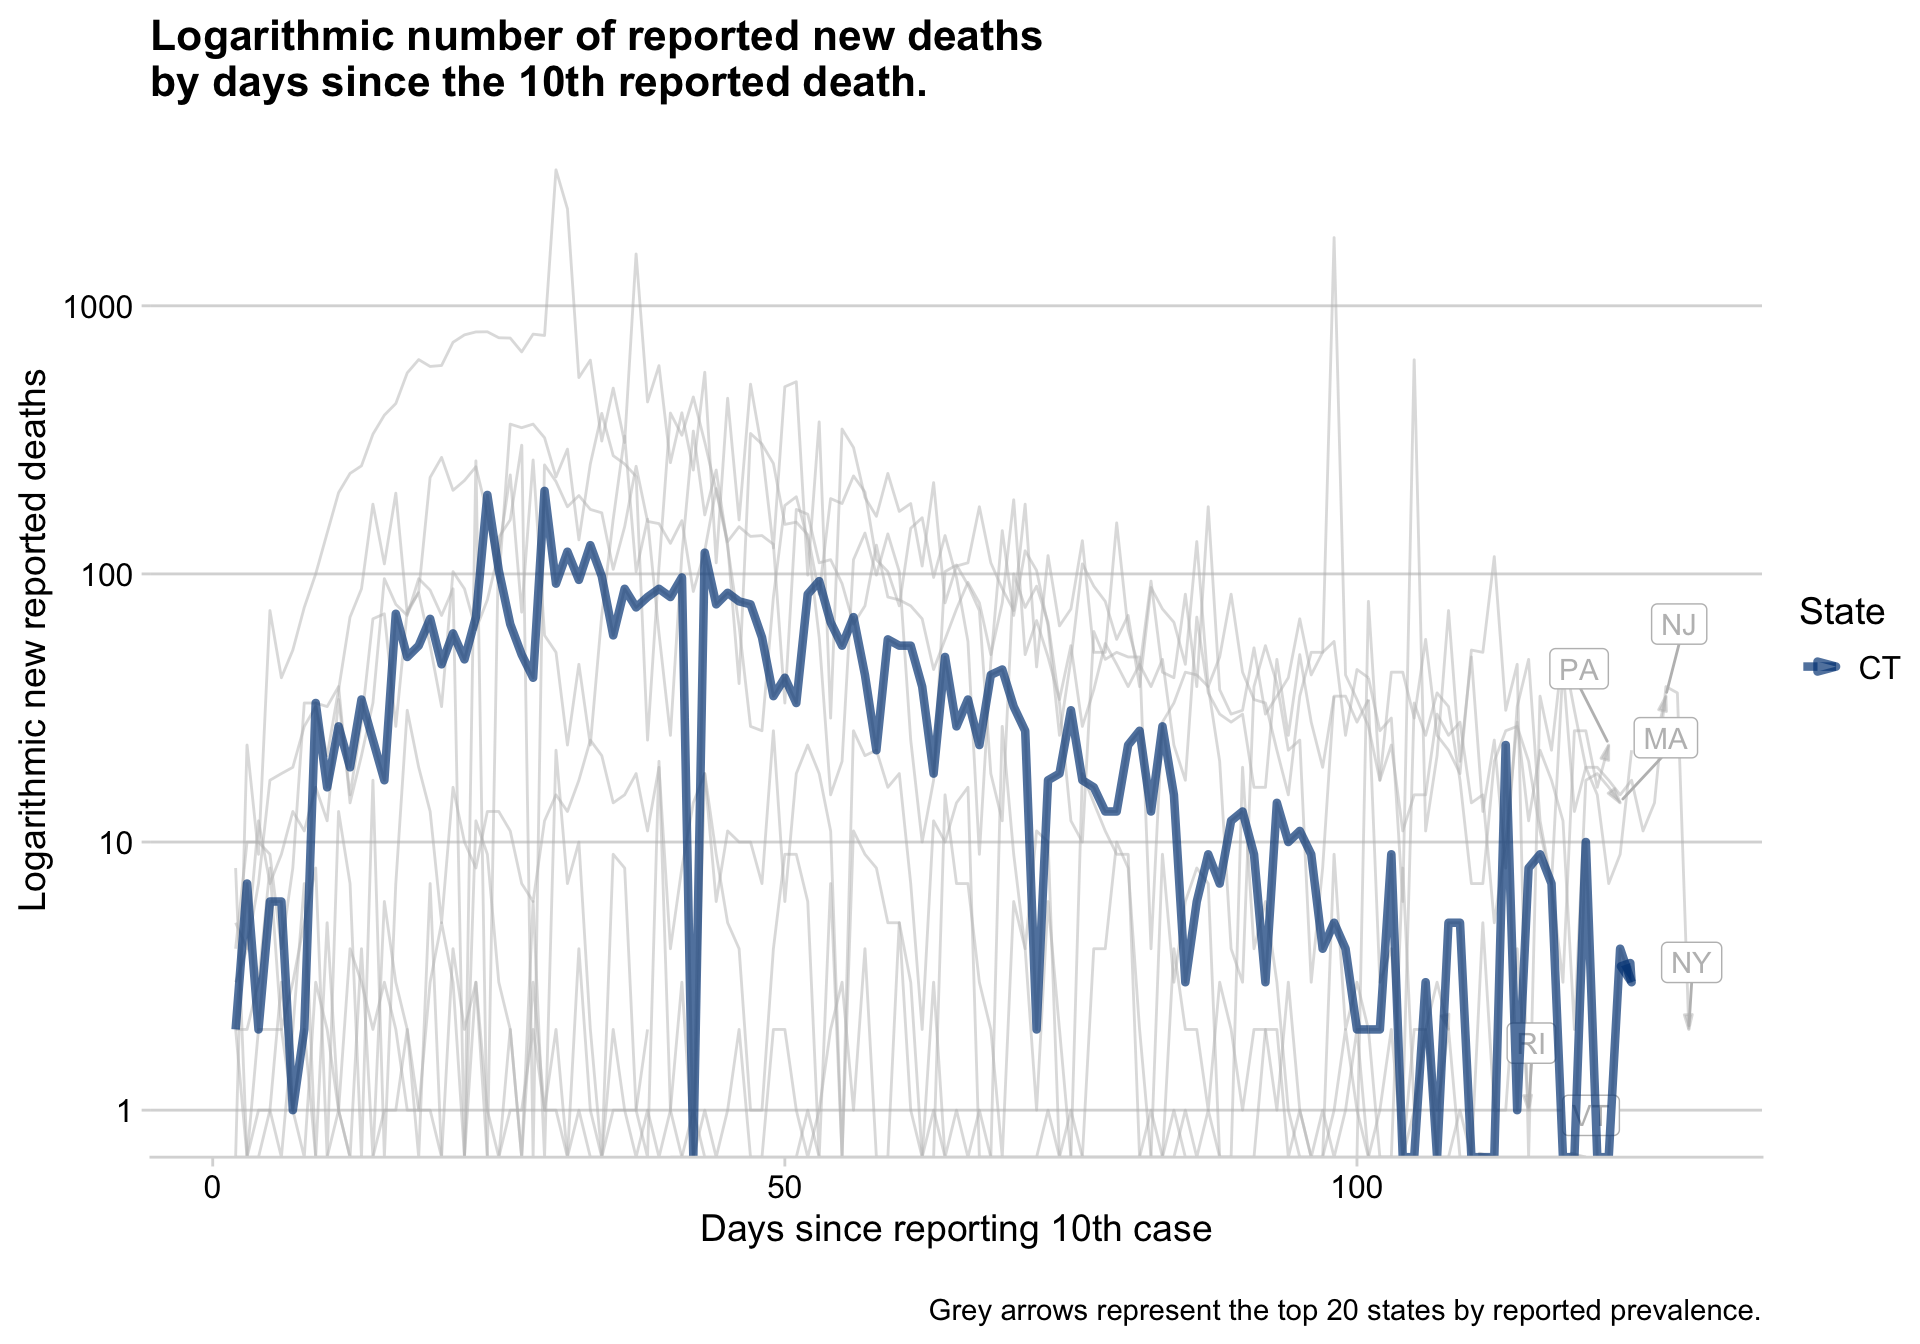 Logarithmic number of reported new deaths
by days since the 10th reported death.
Logarithmic new reported deaths
1000
100
10
1
NJ
PA
MA
NY
RI
VT
State
CT
0
50
100
Days since reporting 10th case
Grey arrows represent the top 20 states by reported prevalence.